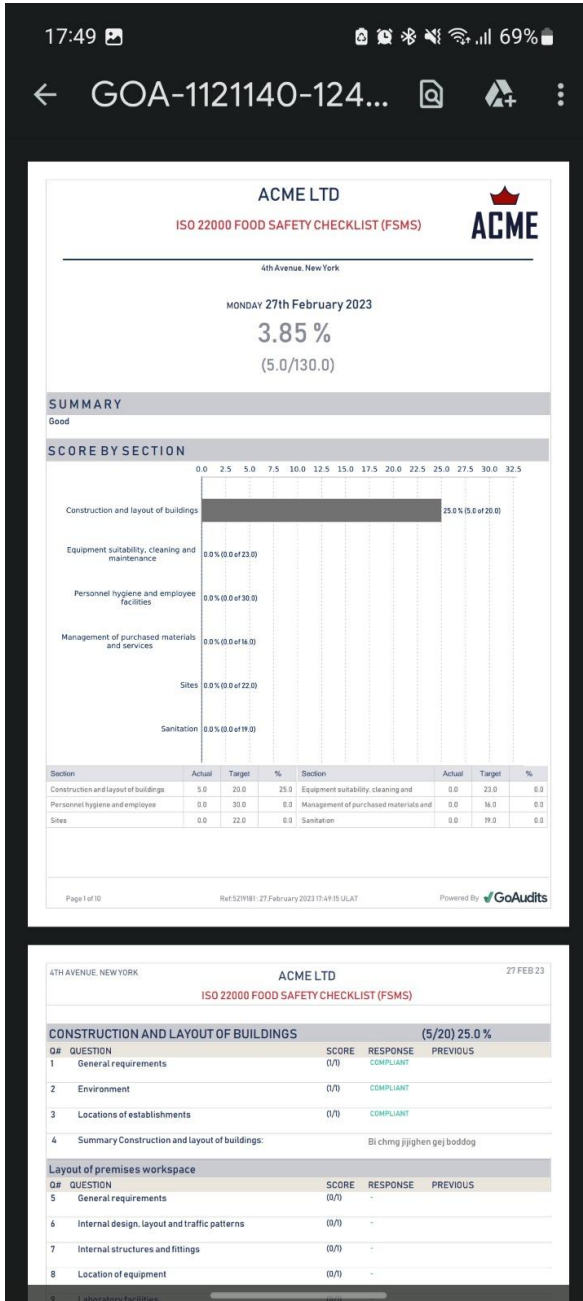 17:49
69%
GOA-1121140-124...
ACME LTD
ISO 22000 FOOD SAFETY CHECKLIST (FSMS)
ACME
4th Avenue, New York
MONDAY 27th February 2023
3.85 %
(5.0/130.0)
SUMMARY
Good
SCORE BY SECTION
0.0 2.5 5.0 7.5 10.0 12.5 15.0 17.5 20.0 22.5 25.0 27.5 30.0 32.5
Construction and layout of buildings 25.0 % (5.0 of 20.0)
Equipment suitability, cleaning and
maintenance 0.0 % (0.0 of 23.0)
Personnel hygiene and employee
facilities 0.0 % (0.0 of 30.0)
Management of purchased materials
and services 0.0 % (0.0 of 16.0)
Sites 0.0 % (0.0 of 22.0)
Sanitation 0.0 % (0.0 of 19.0)
Section Actual Target % Section Actual Target %
Construction and layout of buildings 5.0 20.0 25.0 Equipment suitability, cleaning and 0.0 23.0 0.0
Personnel hygiene and employee 0.0 30.0 0.0 Management of purchased materials and 0.0 16.0 0.0
Sites 0.0 22.0 0.0 Sanitation 0.0 19.0 0.0
Page 1 of 10 Ref:5219181 : 27, February 2023 17:49:15 ULAT Powered By GoAudits
4TH AVENUE, NEW YORK ACME LTD 27 FEB 23
ISO 22000 FOOD SAFETY CHECKLIST (FSMS)
CONSTRUCTION AND LAYOUT OF BUILDINGS (5/20) 25.0 %
Q# QUESTION SCORE RESPONSE PREVIOUS
1 General requirements (1/1) COMPLIANT
2 Environment (1/1) COMPLIANT
3 Locations of establishments (1/1) COMPLIANT
4 Summary Construction and layout of buildings: Bi chmg jijighen gej boddog
Layout of premises workspace
Q# QUESTION SCORE RESPONSE PREVIOUS
5 General requirements (0/1) -
6 Internal design, layout and traffic patterns (0/1) -
7 Internal structures and fittings (0/1) -
8 Location of equipment (0/1) -
9 Laboratory facilities (0/1)